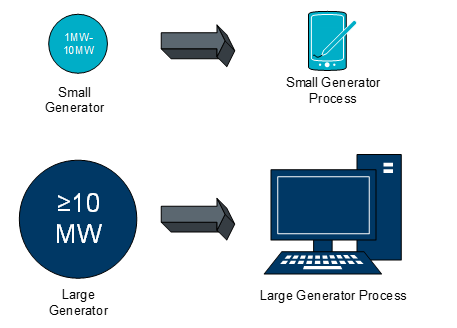 1MW-
10MW
Small
Generator
Small Generator
Process
≥10
MW
Large
Generator
Large Generator Process